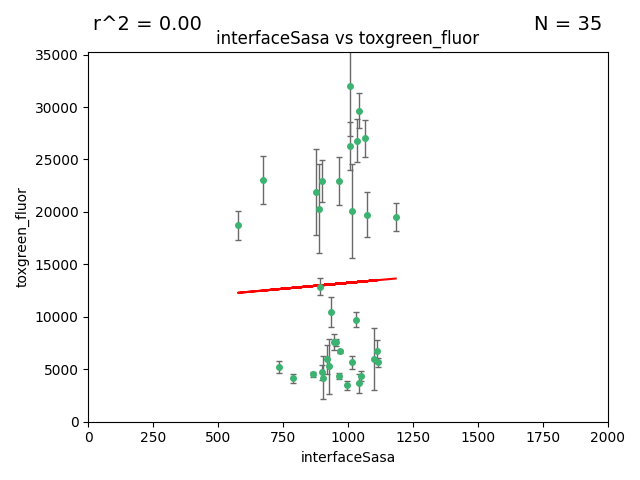 r^2 = 0.00
N = 35
interfaceSasa vs toxgreen_fluor
35000
30000
25000
20000
15000
10000
5000
0
toxgreen_fluor
0 250 500 750 1000 1250 1500 1750 2000
interfaceSasa